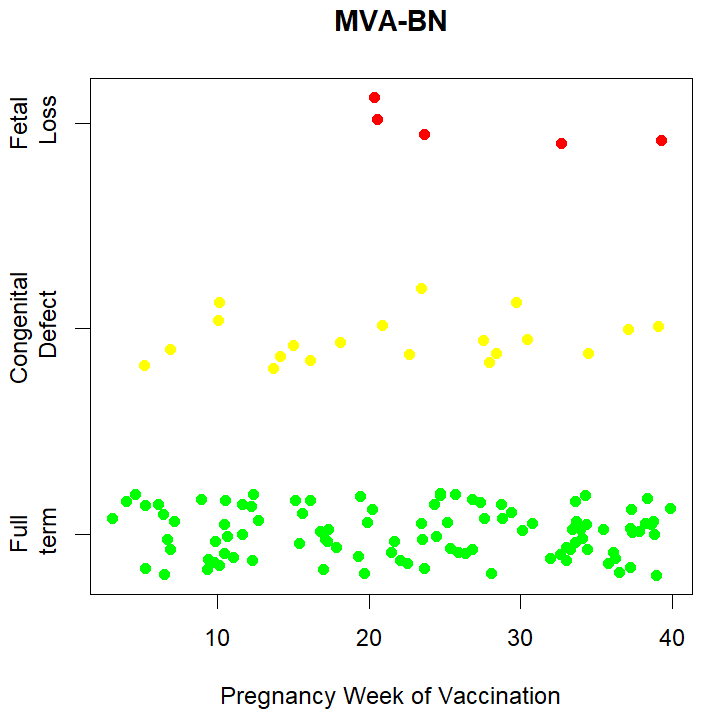 MVA-BN
Fetal
Loss
Congenital
Defect
Full
term
10 20 30 40
Pregnancy Week of Vaccination